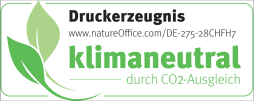 Druckerzeugnis
www.natureOffice.com/DE-275-28CHFH7
klimaneutral
durch CO2-Ausgleich